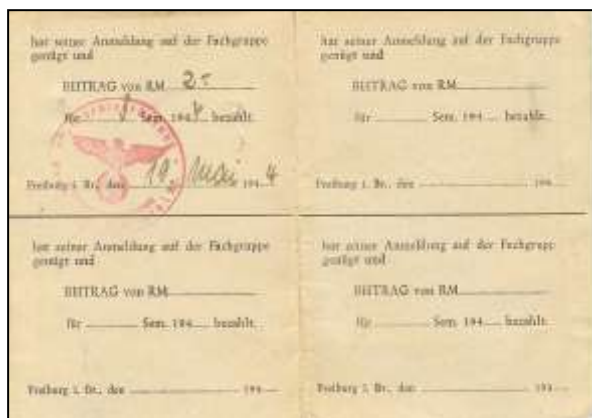 hat seiner Anmeldung auf der Fachgruppe
genügt und
BEITRAG von RM 2.-
für Sem. 1944 bezahlt.
Freiburg i. Br., den 19. Mai 1944
hat seiner Anmeldung auf der Fachgruppe
genügt und
BEITRAG von RM
für Sem. 194 bezahlt.
Freiburg i. Br., den 194
hat seiner Anmeldung auf der Fachgruppe
genügt und
BEITRAG von RM
für Sem. 194 bezahlt.
Freiburg i. Br., den 194
hat seiner Anmeldung auf der Fachgruppe
genügt und
BEITRAG von RM
für Sem. 194 bezahlt.
Freiburg i. Br., den 194